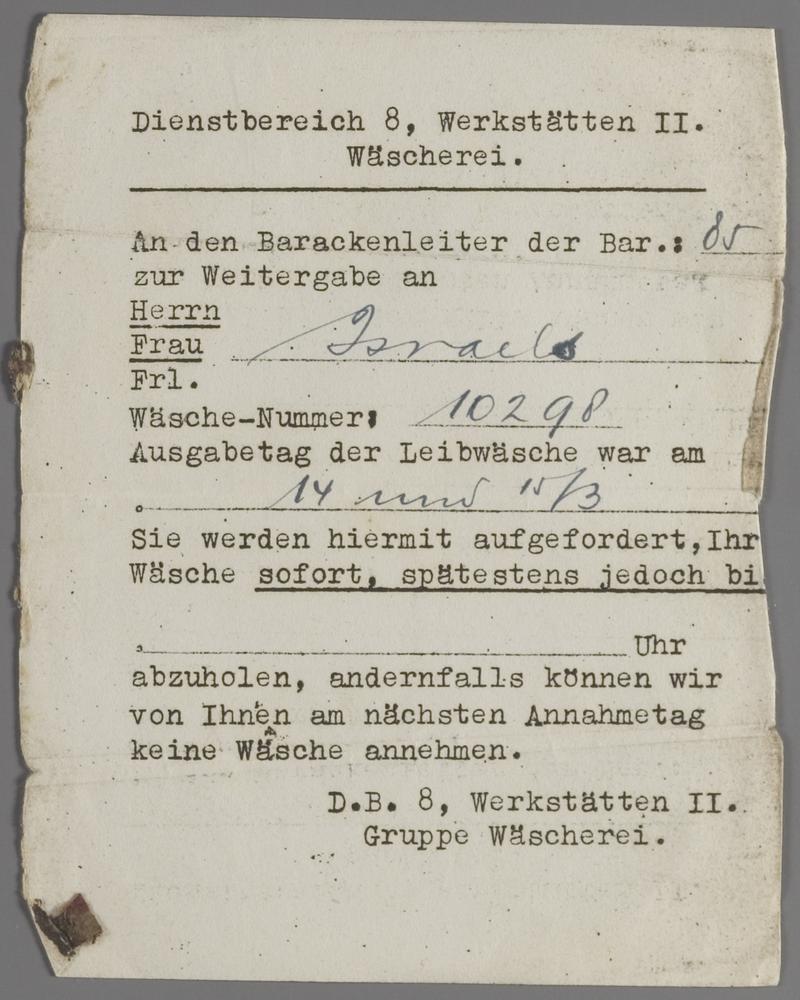 Dienstbereich 8, Werkstätten II.
Wäscherei.
An den Barackenleiter der Bar.: 85
zur Weitergabe an
Herrn
Frau Israels
Frl.
Wäsche-Nummer: 10298
Ausgabetag der Leibwäsche war am
14 und 15/3
Sie werden hiermit aufgefordert, Ihr
Wäsche sofort, spätestens jedoch bi
Uhr
abzuholen, andernfalls können wir
von Ihnen am nächsten Annahmetag
keine Wäsche annehmen.
D.B. 8, Werkstätten II.
Gruppe Wäscherei.